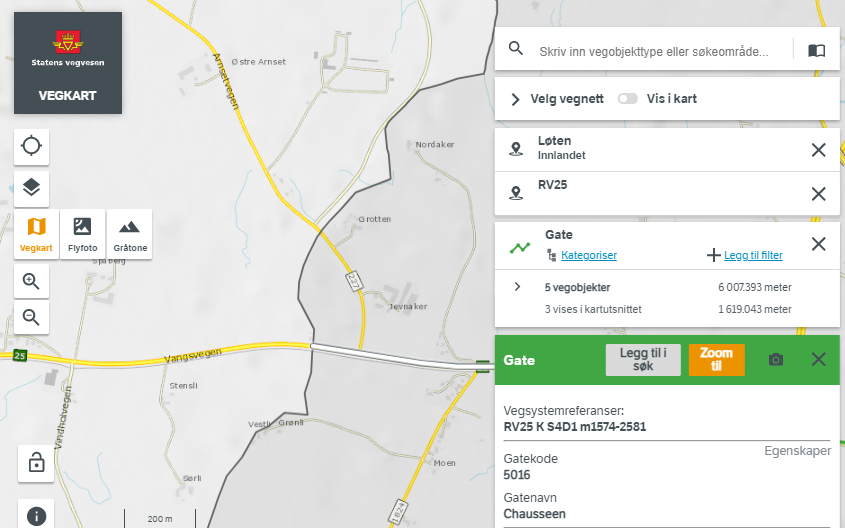 Statens vegvesen
VEGKART
Vegkart
Flyfoto
Gråtone
Østre Arnset
Arnsetvegen
Nordaker
Grotten
227
Jevnaker
Spaberg
25
Vangsvegen
Stensli
Vindholvegen
Vestli
Grønli
Moen
Sørli
1824
200 m
Skriv inn vegobjekttype eller søkeområde...
Velg vegnett
Vis i kart
Løten
Innlandet
RV25
Gate
Kategoriser
Legg til filter
5 vegobjekter
6 007.393 meter
3 vises i kartutsnittet
1 619.043 meter
Gate
Legg til i
søk
Zoom
til
Vegsystemreferanser:
RV25 K S4D1 m1574-2581
Egenskaper
Gatekode
5016
Gatenavn
Chausseen